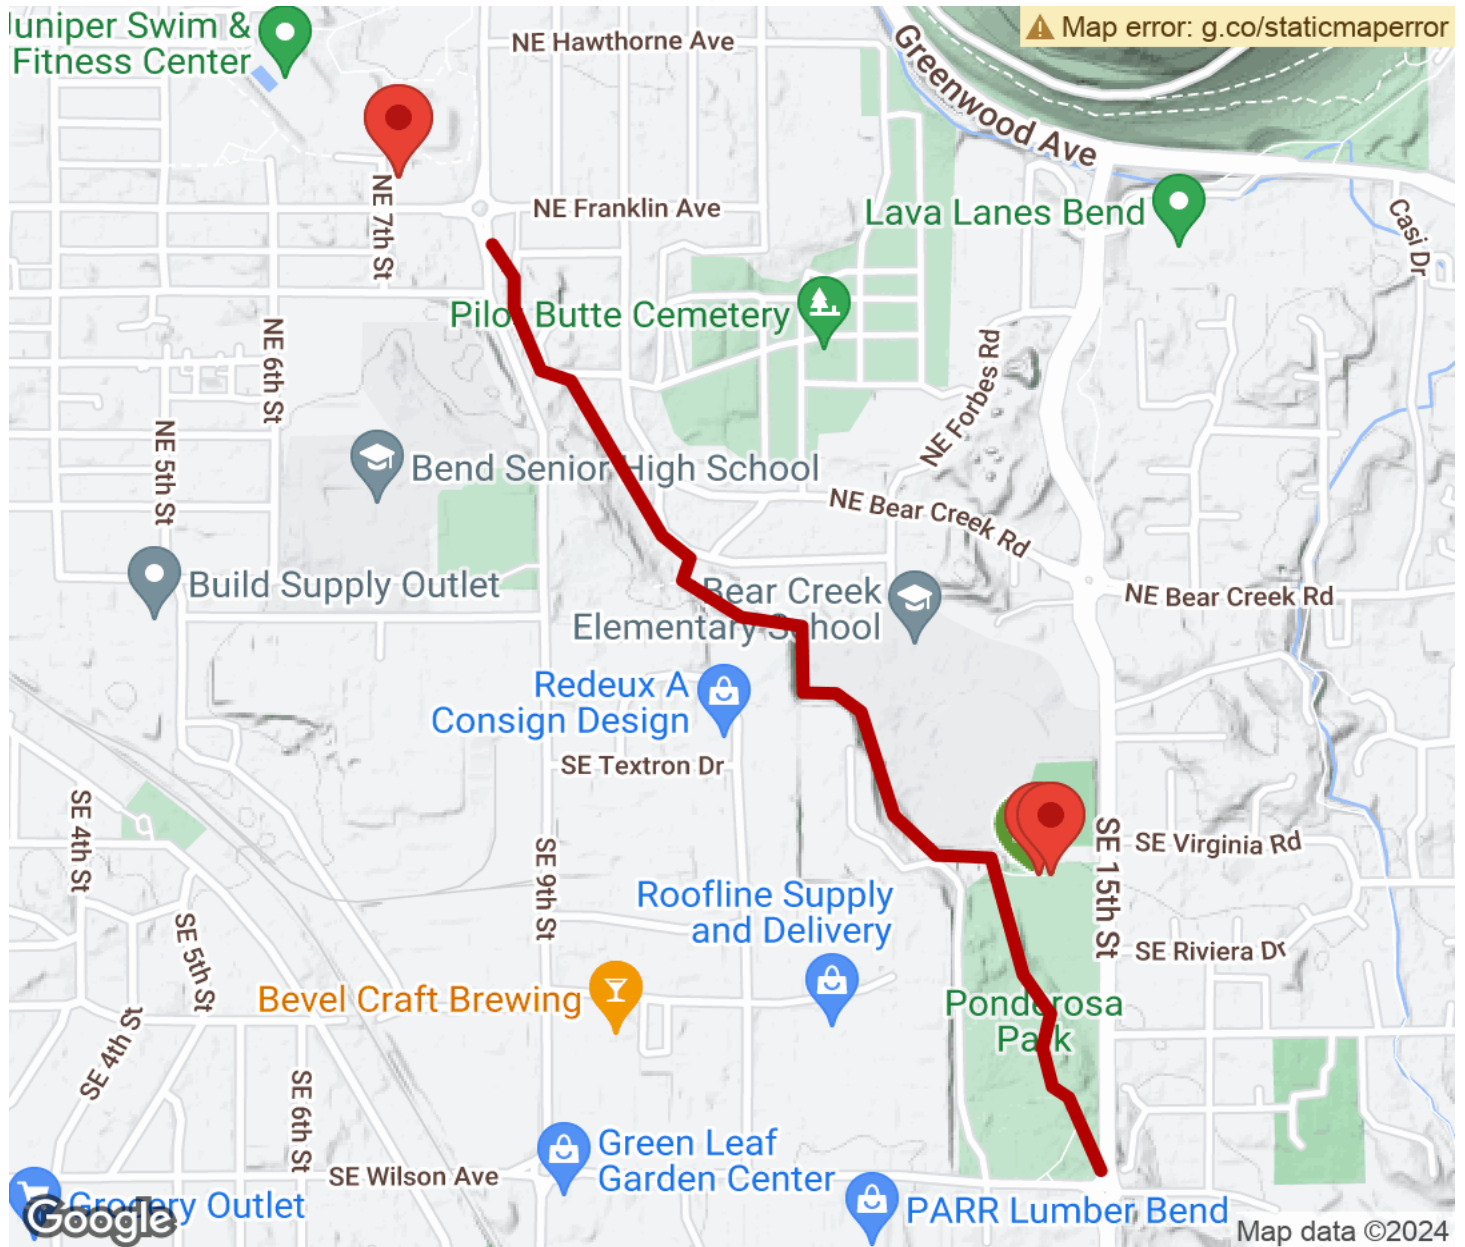 Juniper Swim &
Fitness Center
NE Hawthorne Ave
Map error: g.co/staticmaperror
Greenwood Ave
NE 7th St
NE Franklin Ave
Lava Lanes Bend
Casi Dr
Pilot Butte Cemetery
NE 6th St
NE Forbes Rd
NE 5th St
Bend Senior High School
NE Bear Creek Rd
Build Supply Outlet
Bear Creek
Elementary School
NE Bear Creek Rd
Redeux A
Consign Design
SE Textron Dr
SE 4th St
SE 9th St
SE 15th St
SE Virginia Rd
Roofline Supply
and Delivery
SE 5th St
SE Riviera Dr
Bevel Craft Brewing
Ponderosa
Park
SE 4th St
SE 6th St
Green Leaf
Garden Center
SE Wilson Ave
Grocery Outlet
PARR Lumber Bend
Google
Map data ©2024